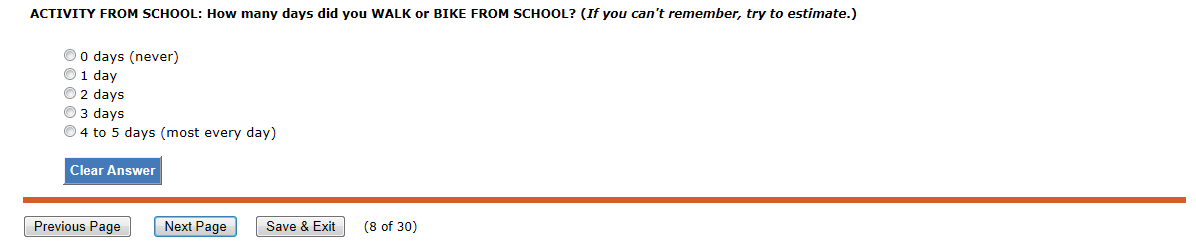 ACTIVITY FROM SCHOOL: How many days did you WALK or BIKE FROM SCHOOL? (If you can't remember, try to estimate.)
0 days (never)
1 day
2 days
3 days
4 to 5 days (most every day)
Clear Answer
Previous Page Next Page Save & Exit (8 of 30)